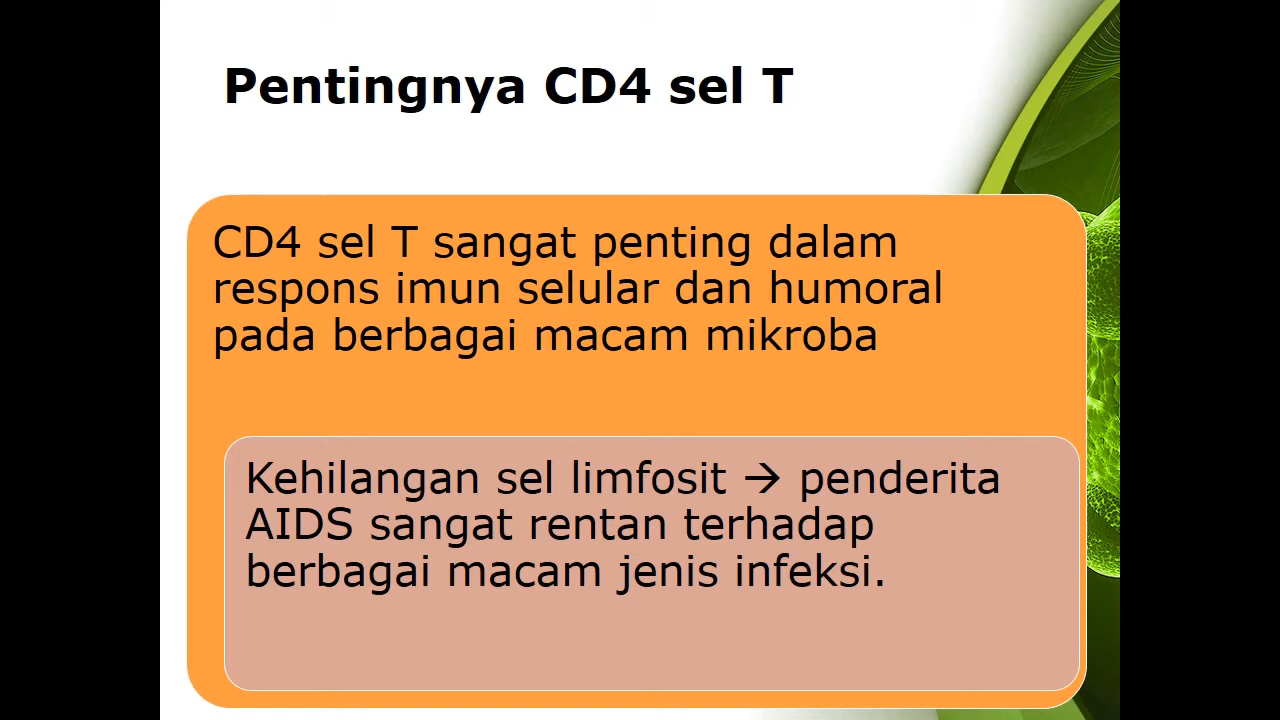 Pentingnya CD4 sel T
CD4 sel T sangat penting dalam
respons imun selular dan humoral
pada berbagai macam mikroba
Kehilangan sel limfosit → penderita
AIDS sangat rentan terhadap
berbagai macam jenis infeksi.